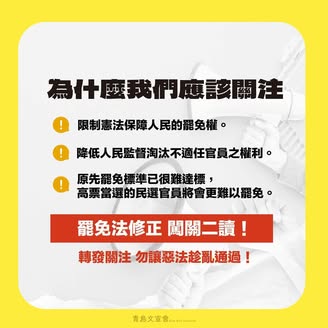 為什麼我們應該關注
！ 限制憲法保障人民的罷免權。
！ 降低人民監督淘汰不適任官員之權利。
！ 原先罷免標準已很難達標，
高票當選的民選官員將會更難以罷免。
罷免法修正 闖關二讀！
轉發關注 勿讓惡法趁亂通過！
青鳥文宣會